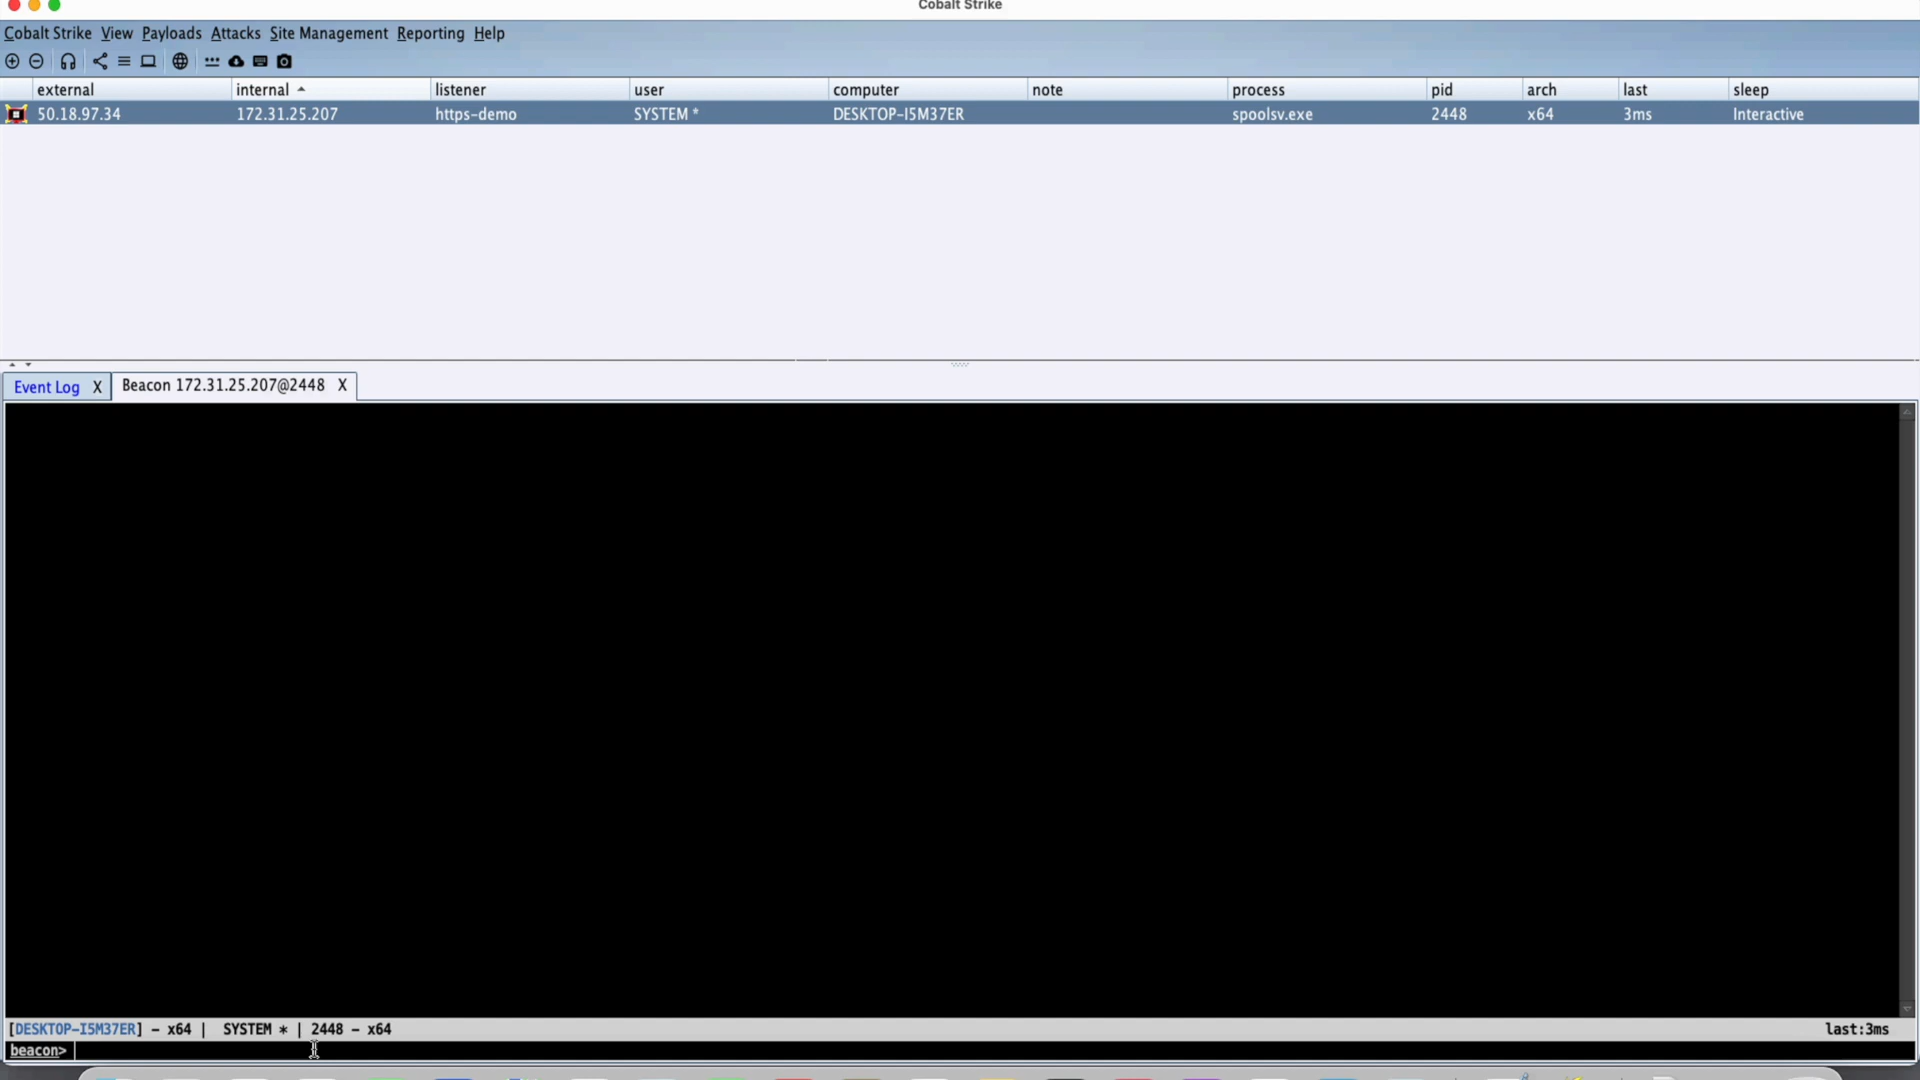 Cobalt Strike
Cobalt Strike View Payloads Attacks Site Management Reporting Help
external internal listener user computer note process pid arch last sleep
50.18.97.34 172.31.25.207 https-demo SYSTEM * DESKTOP-I5M37ER spoolsv.exe 2448 x64 3ms Interactive
Event Log X Beacon 172.31.25.207@2448 X
[DESKTOP-I5M37ER] - x64 | SYSTEM * | 2448 - x64 last:3ms
beacon>